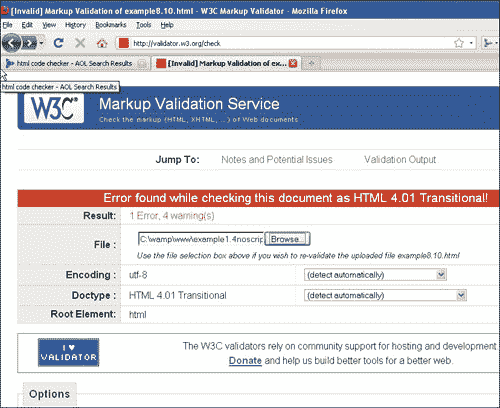 [Invalid] Markup Validation of example8.10.html - W3C Markup Validator - Mozilla Firefox
File Edit View History Bookmarks Tools Help
http://validator.w3.org/check
html code checker - AOL Search Results [Invalid] Markup Validation of ex...
html code checker - AOL Search Results
W3C® Markup Validation Service
Check the markup (HTML, XHTML, ...) of Web documents
Jump To: Notes and Potential Issues Validation Output
Error found while checking this document as HTML 4.01 Transitional!
Result: 1 Error, 4 warning(s)
File : C:\wamp\www\example1.4noscrip Browse...
Use the file selection box above if you wish to re-validate the uploaded file example8.10.html
Encoding : utf-8 (detect automatically)
Doctype : HTML 4.01 Transitional (detect automatically)
Root Element: html
I ♥ VALIDATOR
The W3C validators rely on community support for hosting and development.
Donate and help us build better tools for a better web.
Options